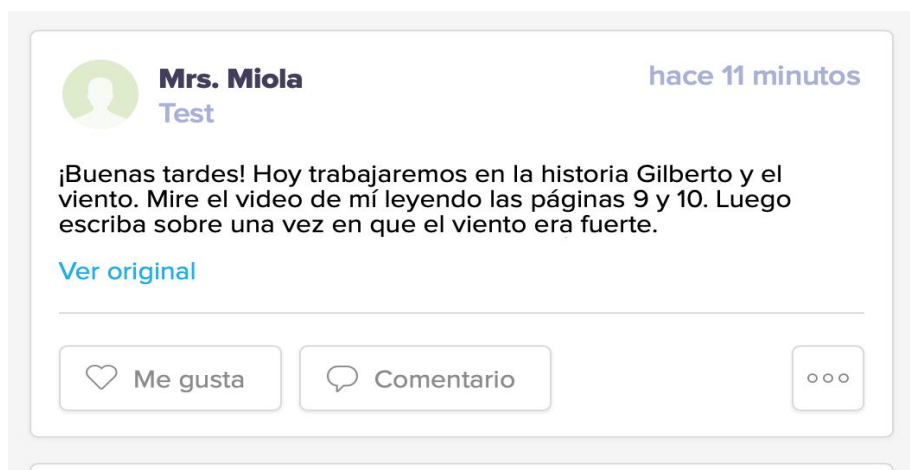 Mrs. Miola
hace 11 minutos
Test
¡Buenas tardes! Hoy trabajaremos en la historia Gilberto y el
viento. Mire el video de mí leyendo las páginas 9 y 10. Luego
escriba sobre una vez en que el viento era fuerte.
Ver original
Me gusta
Comentario